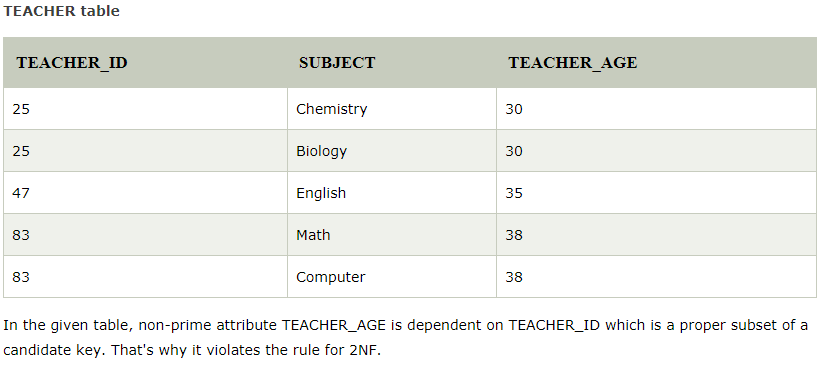 TEACHER table
TEACHER_ID SUBJECT TEACHER_AGE
25 Chemistry 30
25 Biology 30
47 English 35
83 Math 38
83 Computer 38
In the given table, non-prime attribute TEACHER_AGE is dependent on TEACHER_ID which is a proper subset of a
candidate key. That's why it violates the rule for 2NF.